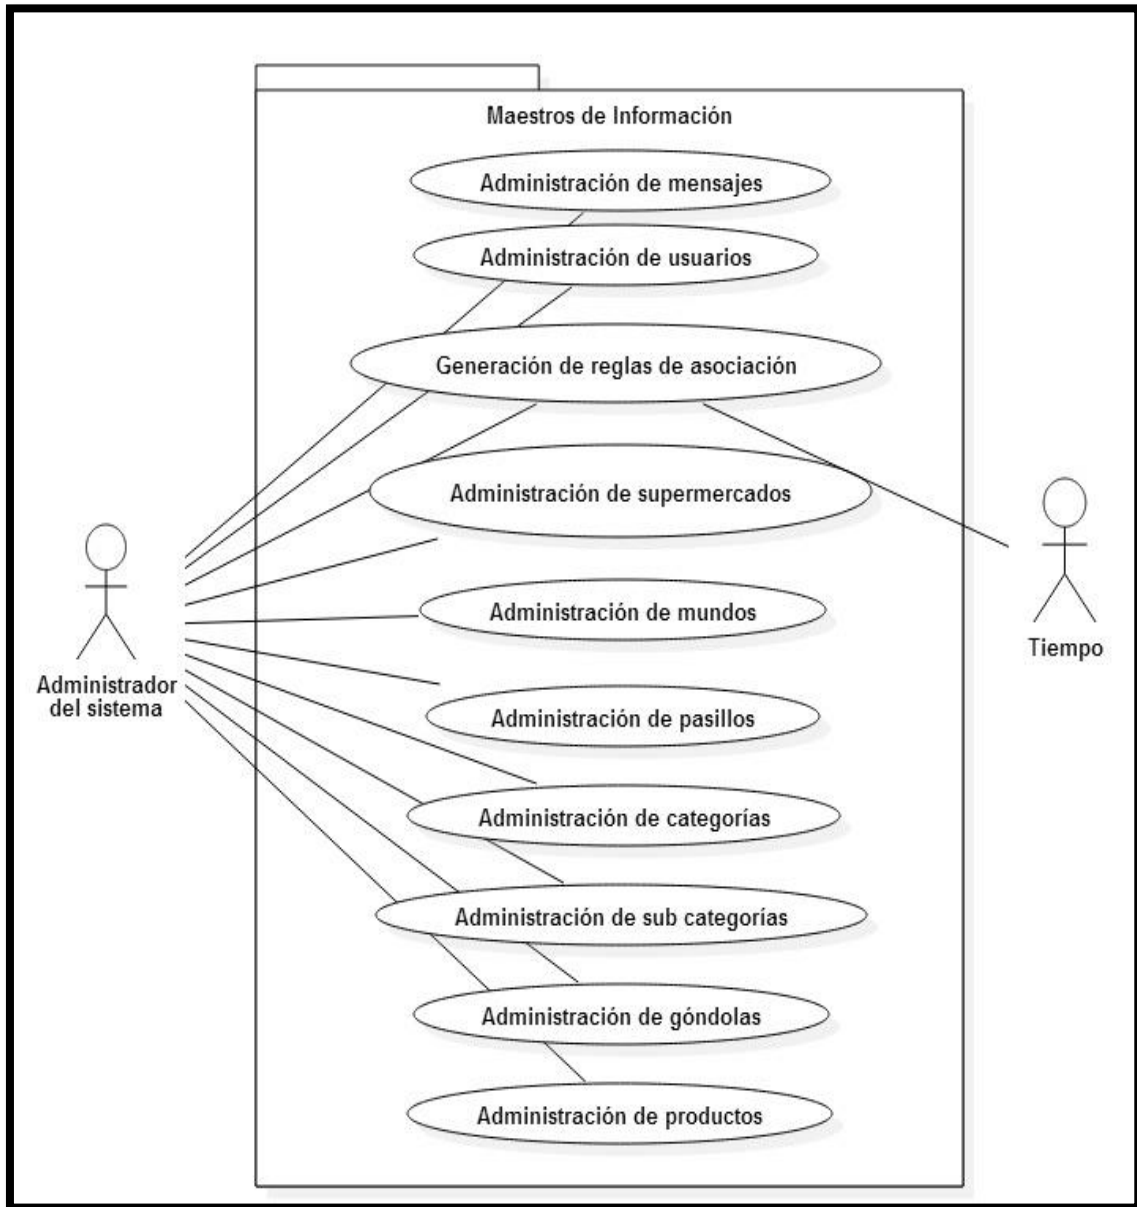 Maestros de Información
Administración de mensajes
Administración de usuarios
Generación de reglas de asociación
Administración de supermercados
Administración de mundos
Tiempo
Administrador
del sistema
Administración de pasillos
Administración de categorías
Administración de sub categorías
Administración de góndolas
Administración de productos